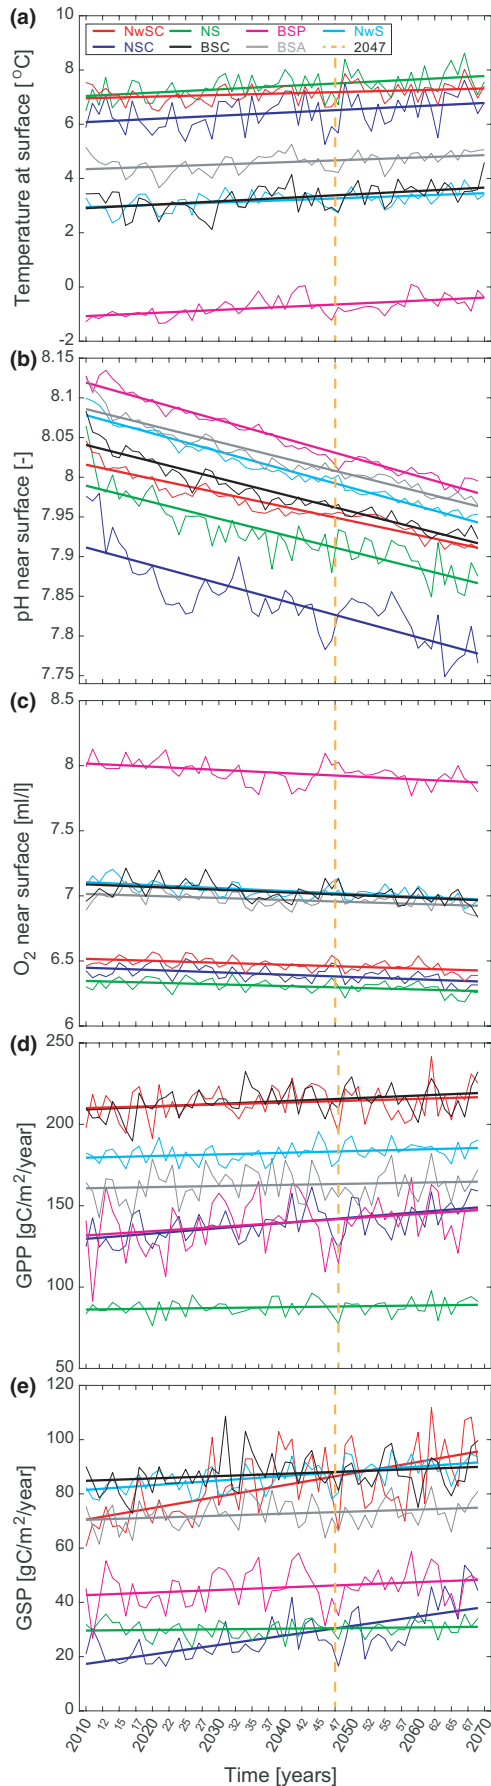 (a)
NwSC NS BSP NwS
NSC BSC BSA 2047
10
8
6
4
2
0
-2
Temperature at surface [°C]
(b)
8.15
8.1
8.05
8
7.95
7.9
7.85
7.8
7.75
pH near surface [-]
(c)
8.5
8
7.5
7
6.5
6
O2 near surface [ml/l]
(d)
250
200
150
100
50
GPP [gC/m²/year]
(e)
120
100
80
60
40
20
0
GSP [gC/m²/year]
2010 12 15 17 2020 22 25 27 2030 32 35 37 2040 42 45 47 2050 52 55 57 2060 62 65 67 2070
Time [years]